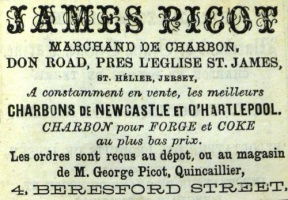 JAMES PICOT
MARCHAND DE CHARBON,
DON ROAD, PRES L'EGLISE ST. JAMES,
ST. HÉLIER, JERSEY,
A constamment en vente, les meilleurs
CHARBONS DE NEWCASTLE ET D'HARTLEPOOL.
CHARBON pour FORGE et COKE
au plus bas prix.
Les ordres sont reçus au dépot, ou au magasin
de M. George Picot, Quincaillier,
4, BERESFORD STREET.